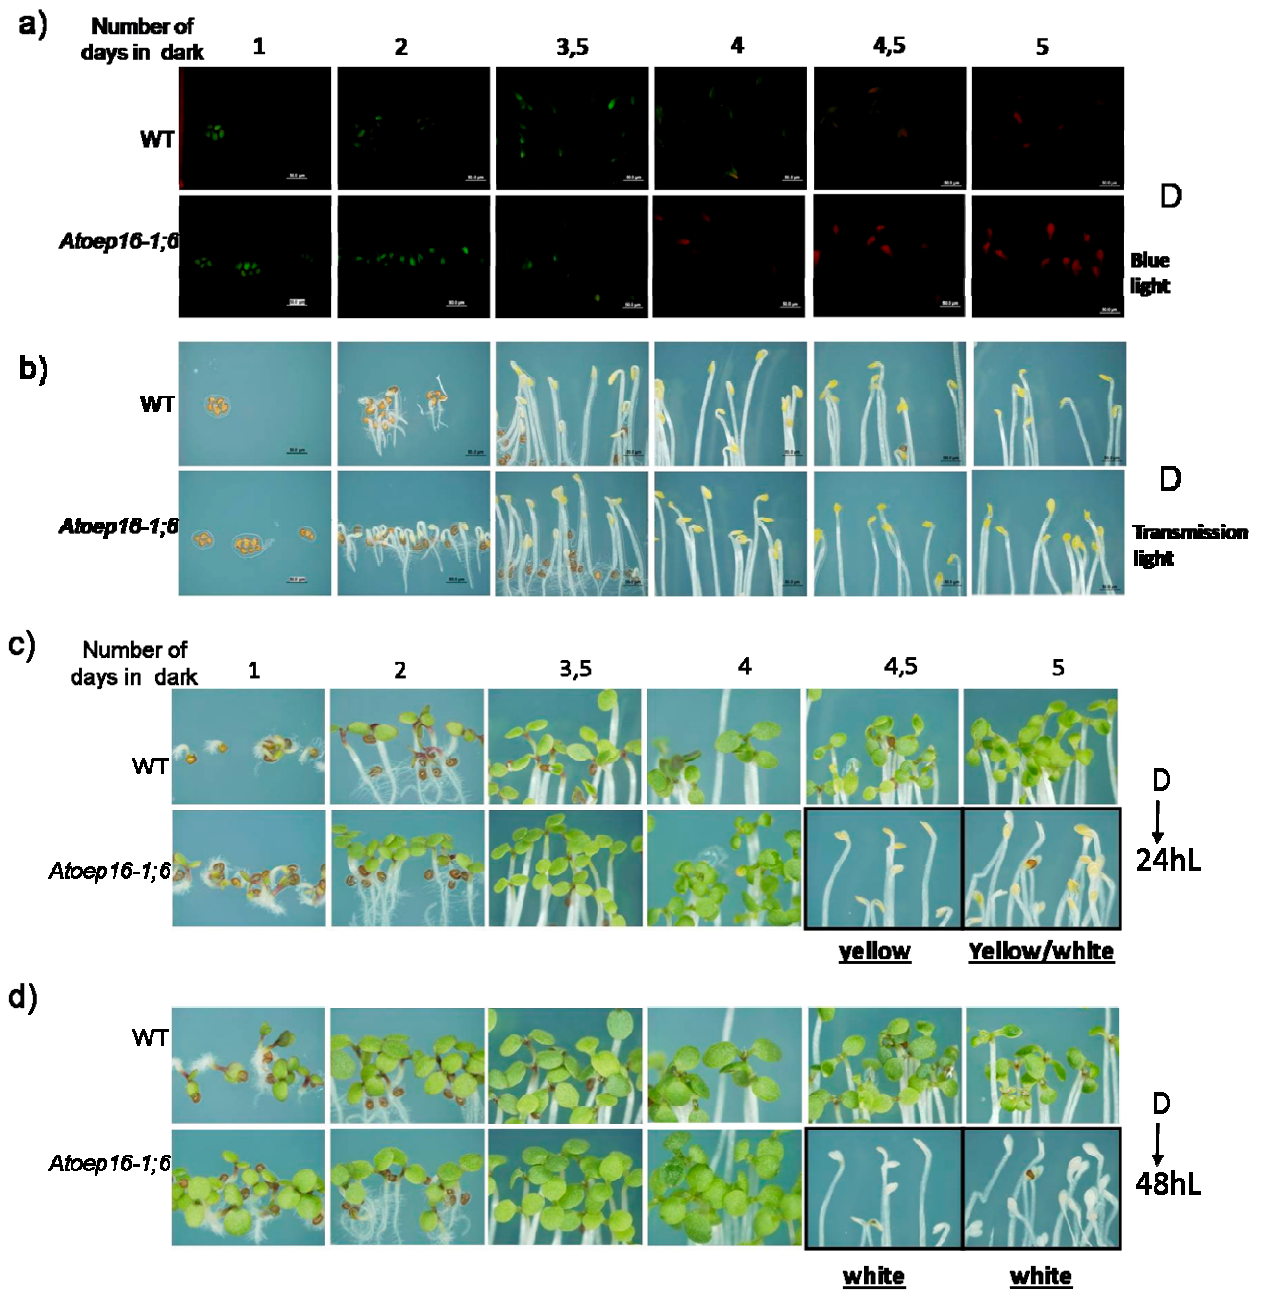 a)
Number of
days in dark
1
2
3,5
4
4,5
5
WT
Atoep16-1;6
D
Blue
light
b)
WT
Atoep16-1;6
D
Transmission
light
c)
Number of
days in dark
1
2
3,5
4
4,5
5
WT
Atoep16-1;6
D
24hL
yellow
Yellow/white
d)
WT
Atoep16-1;6
D
48hL
white
white